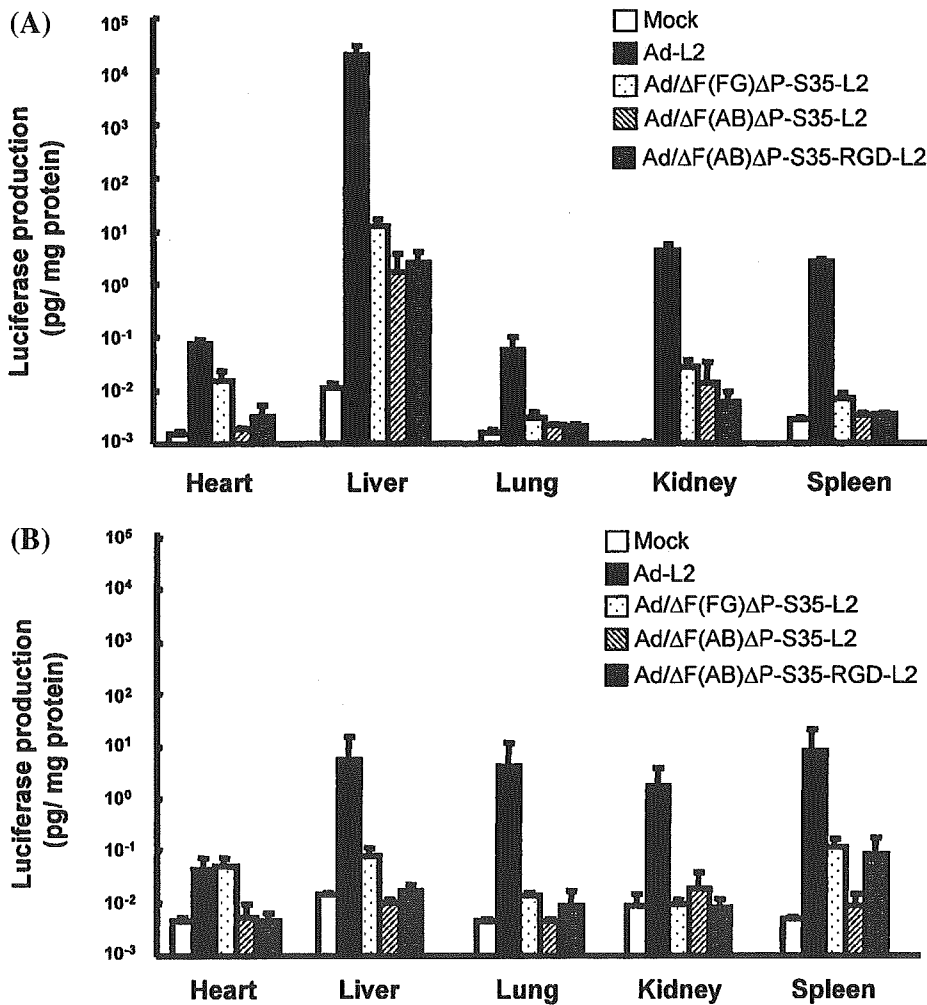 (A)
Luciferase production
(pg/ mg protein)
10⁵
10⁴
10³
10²
10¹
10⁰
10⁻¹
10⁻²
10⁻³
Mock
Ad-L2
Ad/ΔF(FG)ΔP-S35-L2
Ad/ΔF(AB)ΔP-S35-L2
Ad/ΔF(AB)ΔP-S35-RGD-L2
Heart Liver Lung Kidney Spleen
(B)
Luciferase production
(pg/ mg protein)
10⁵
10⁴
10³
10²
10¹
10⁰
10⁻¹
10⁻²
10⁻³
Mock
Ad-L2
Ad/ΔF(FG)ΔP-S35-L2
Ad/ΔF(AB)ΔP-S35-L2
Ad/ΔF(AB)ΔP-S35-RGD-L2
Heart Liver Lung Kidney Spleen